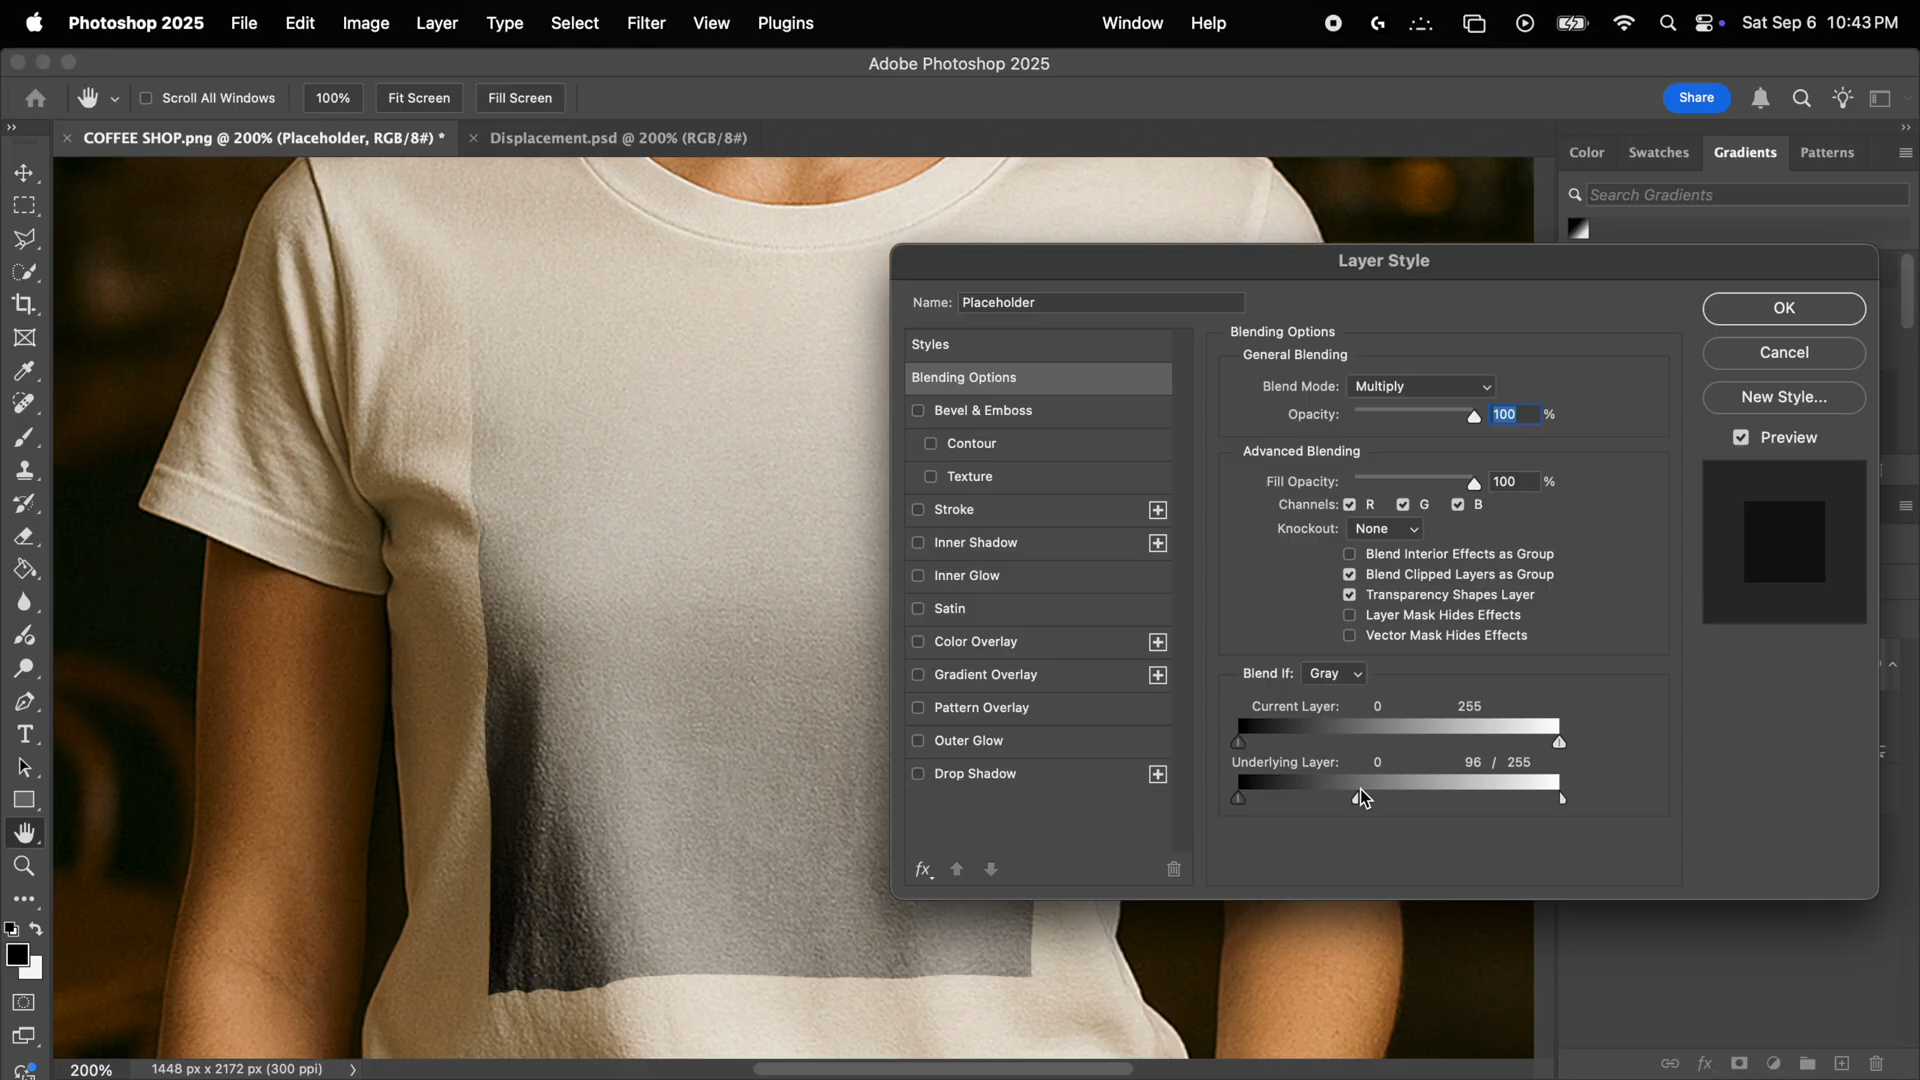 Photoshop 2025 File Edit Image Layer Type Select Filter View Plugins Window Help Sat Sep 6 10:43 PM
Adobe Photoshop 2025
Scroll All Windows 100% Fit Screen Fill Screen Share
COFFEE SHOP.png @ 200% (Placeholder, RGB/8#) * Displacement.psd @ 200% (RGB/8#)
Color Swatches Gradients Patterns
Search Gradients
Layer Style
Name: Placeholder
Styles
Blending Options
Bevel & Emboss
Contour
Texture
Stroke
Inner Shadow
Inner Glow
Satin
Color Overlay
Gradient Overlay
Pattern Overlay
Outer Glow
Drop Shadow
fx
Blending Options
General Blending
Blend Mode: Multiply
Opacity: 100 %
Advanced Blending
Fill Opacity: 100 %
Channels: R G B
Knockout: None
Blend Interior Effects as Group
Blend Clipped Layers as Group
Transparency Shapes Layer
Layer Mask Hides Effects
Vector Mask Hides Effects
Blend If: Gray
Current Layer: 0 255
Underlying Layer: 0 96 / 255
OK
Cancel
New Style...
Preview
200% 1448 px x 2172 px (300 ppi)
fx